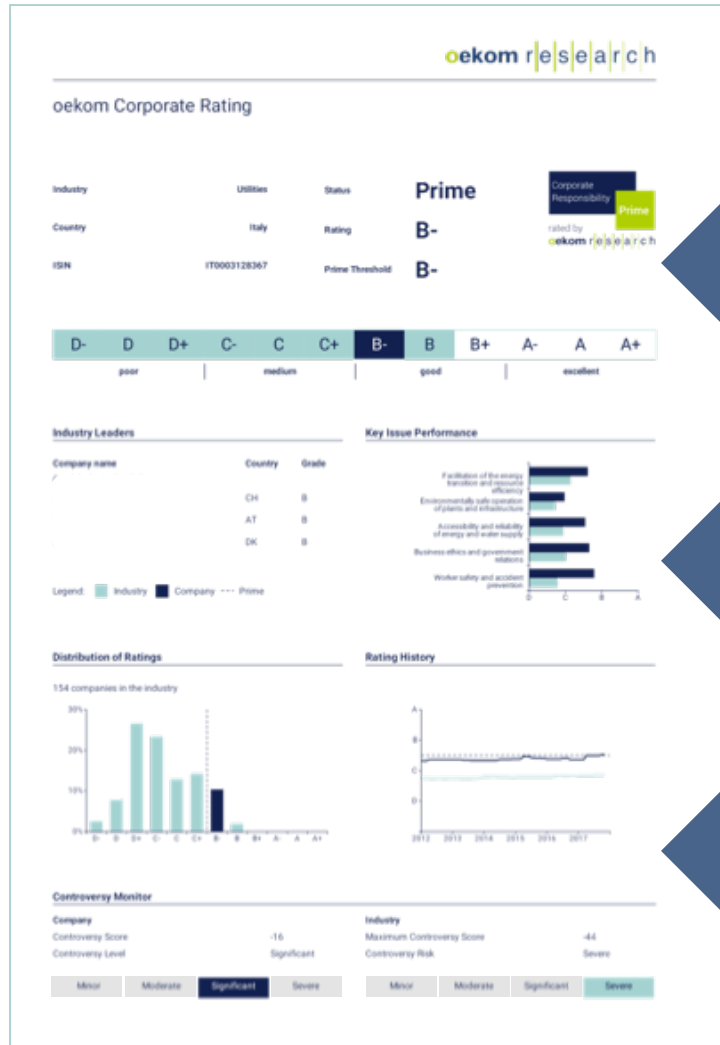 oekom research
oekom Corporate Rating
Industry Utilities Status Prime
Country Italy Rating B-
ISIN IT0003128367 Prime Threshold B-
Corporate
Responsibility
Prime
rated by
oekom research
D- D D+ C- C C+ B- B B+ A- A A+
poor medium good excellent
Industry Leaders
Company name Country Grade
CH B
AT B
DK B
Legend: Industry Company Prime
Key Issue Performance
Facilitation of the energy
transition and resource
efficiency
Environmentally safe operation
of plants and infrastructure
Accessibility and reliability
of energy and water supply
Business ethics and government
relations
Worker safety and accident
prevention
D C B A
Distribution of Ratings
154 companies in the industry
30%
20%
10%
0%
D- D D+ C- C C+ B- B B+ A- A A+
Rating History
A
B
C
D
2012 2013 2014 2015 2016 2017
Controversy Monitor
Company
Controversy Score -16
Controversy Level Significant
Minor Moderate Significant Severe
Industry
Maximum Controversy Score -44
Controversy Risk Severe
Minor Moderate Significant Severe